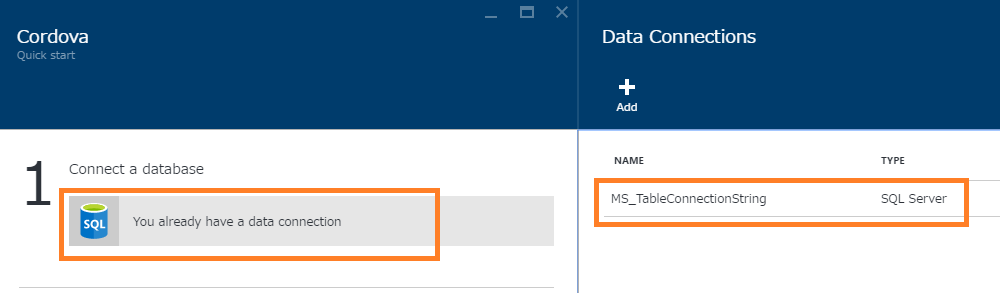 Cordova
Quick start
1
Connect a database
SQL
You already have a data connection
Data Connections
Add
NAME TYPE
MS_TableConnectionString SQL Server